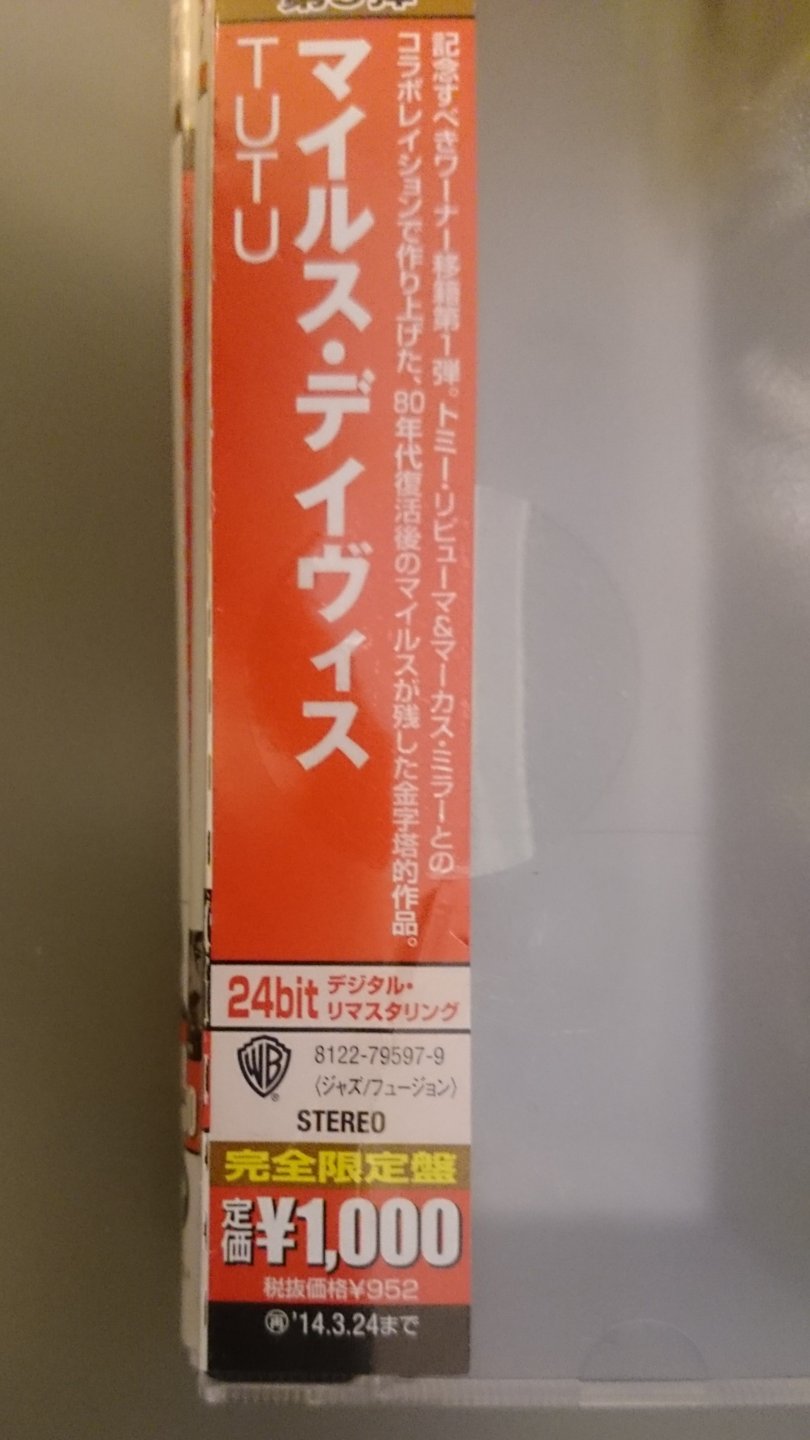 記念すべきワーナー移籍第1弾。トミー・リピューマ&マーカス・ミラーとの
コラボレイションで作り上げた、80年代復活後のマイルスが残した金字塔的作品。
マイルス・デイヴィス
TUTU
24bit デジタル・
リマスタリング
WB
8122-79597-9
〈ジャズ/フュージョン〉
STEREO
完全限定盤
定価¥1,000
税抜価格¥952
㊢'14.3.24まで